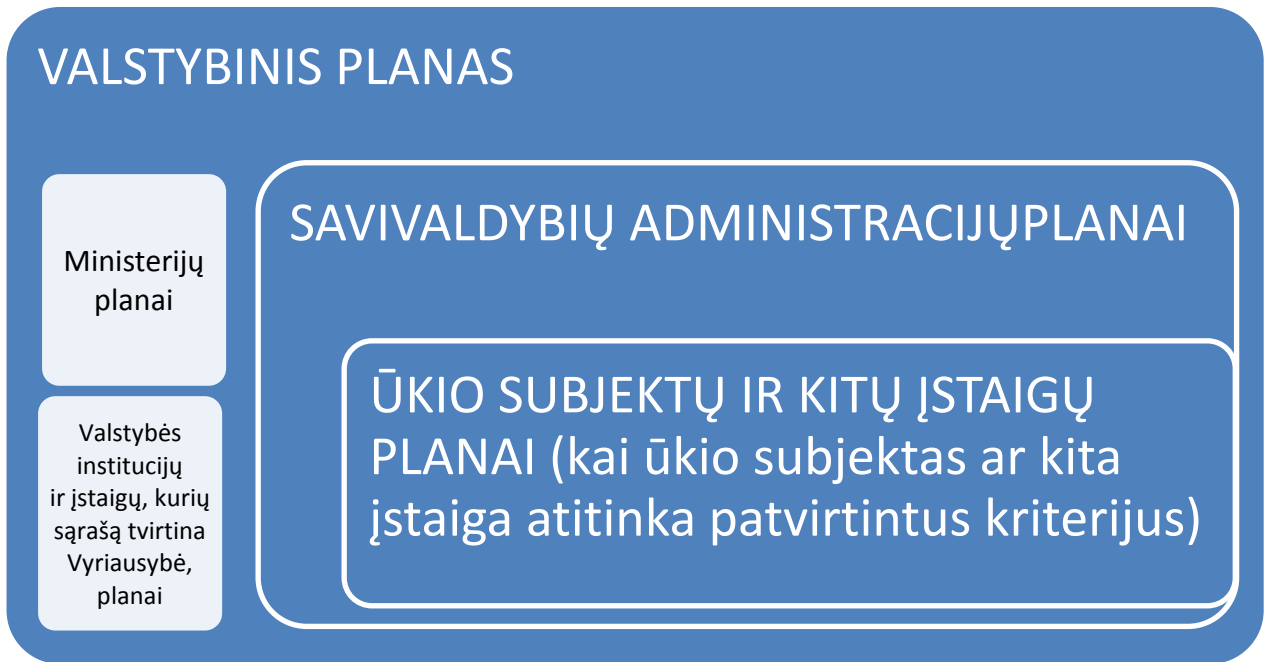 VALSTYBINIS PLANAS
Ministerijų
planai
Valstybės
institucijų
ir įstaigų, kurių
sąrašą tvirtina
Vyriausybė,
planai
SAVIVALDYBIŲ ADMINISTRACIJŲPLANAI
ŪKIO SUBJEKTŲ IR KITŲ ĮSTAIGŲ
PLANAI (kai ūkio subjektas ar kita
įstaiga atitinka patvirtintus kriterijus)